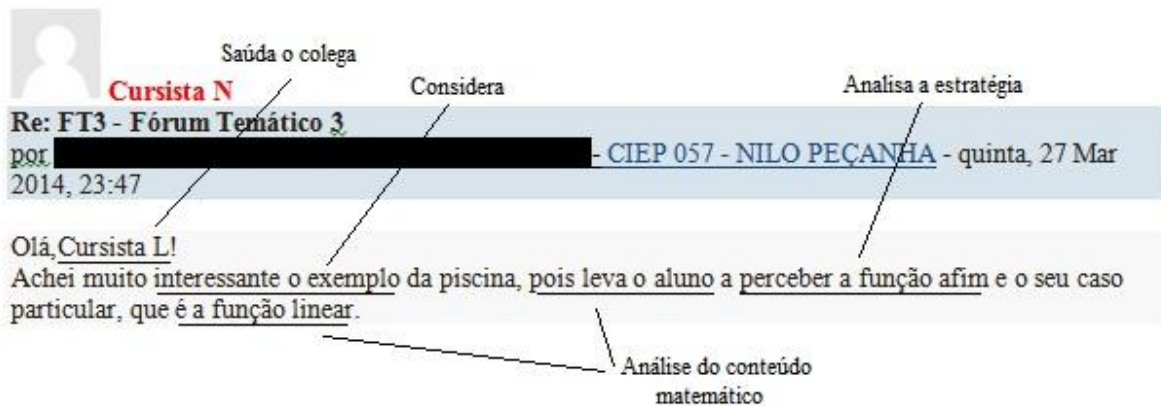 Saúda o colega
Cursista N
Considera
Analisa a estratégia
Re: FT3 - Fórum Temático 3
por - CIEP 057 - NILO PEÇANHA - quinta, 27 Mar
2014, 23:47
Olá,Cursista L!
Achei muito interessante o exemplo da piscina, pois leva o aluno a perceber a função afim e o seu caso
particular, que é a função linear.
Análise do conteúdo
matemático